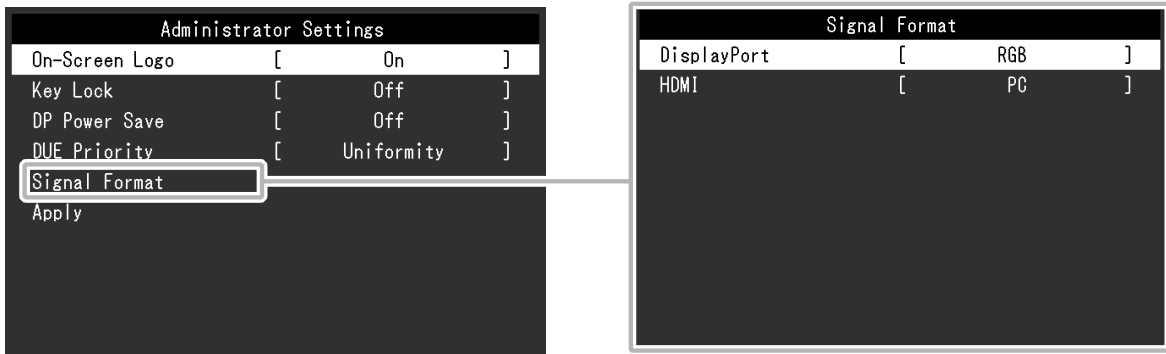 Administrator Settings
On-Screen Logo [ On ]
Key Lock [ Off ]
DP Power Save [ Off ]
DUE Priority [ Uniformity ]
Signal Format
Apply
Signal Format
DisplayPort [ RGB ]
HDMI [ PC ]